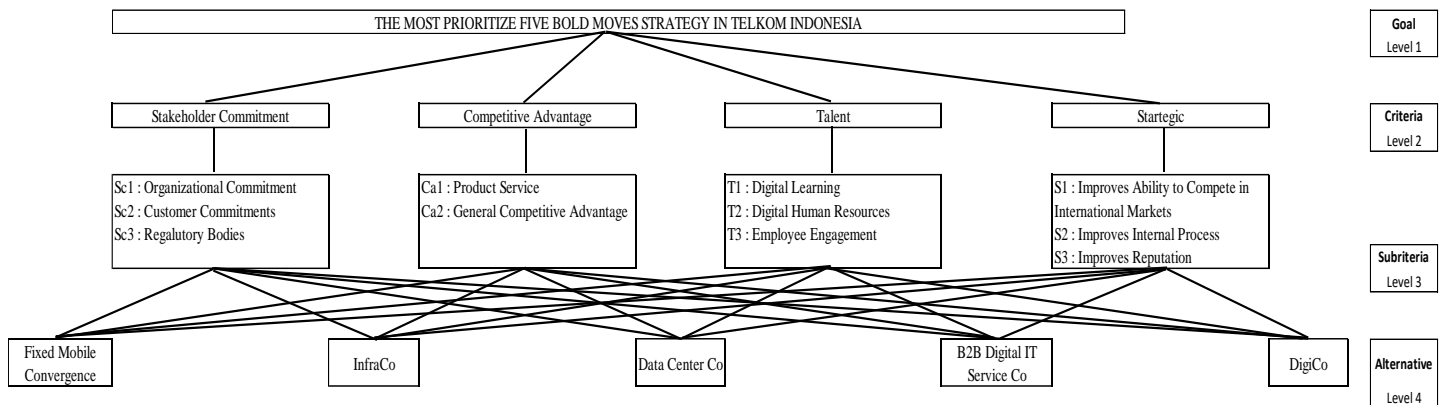 THE MOST PRIORITIZE FIVE BOLD MOVES STRATEGY IN TELKOM INDONESIA
Goal
Level 1
Stakeholder Commitment
Competitive Advantage
Talent
Startegic
Criteria
Level 2
Sc1 : Organizational Commitment
Sc2 : Customer Commitments
Sc3 : Regalutory Bodies
Ca1 : Product Service
Ca2 : General Competitive Advantage
T1 : Digital Learning
T2 : Digital Human Resources
T3 : Employee Engagement
S1 : Improves Ability to Compete in
International Markets
S2 : Improves Internal Process
S3 : Improves Reputation
Subriteria
Level 3
Fixed Mobile
Convergence
InfraCo
Data Center Co
B2B Digital IT
Service Co
DigiCo
Alternative
Level 4